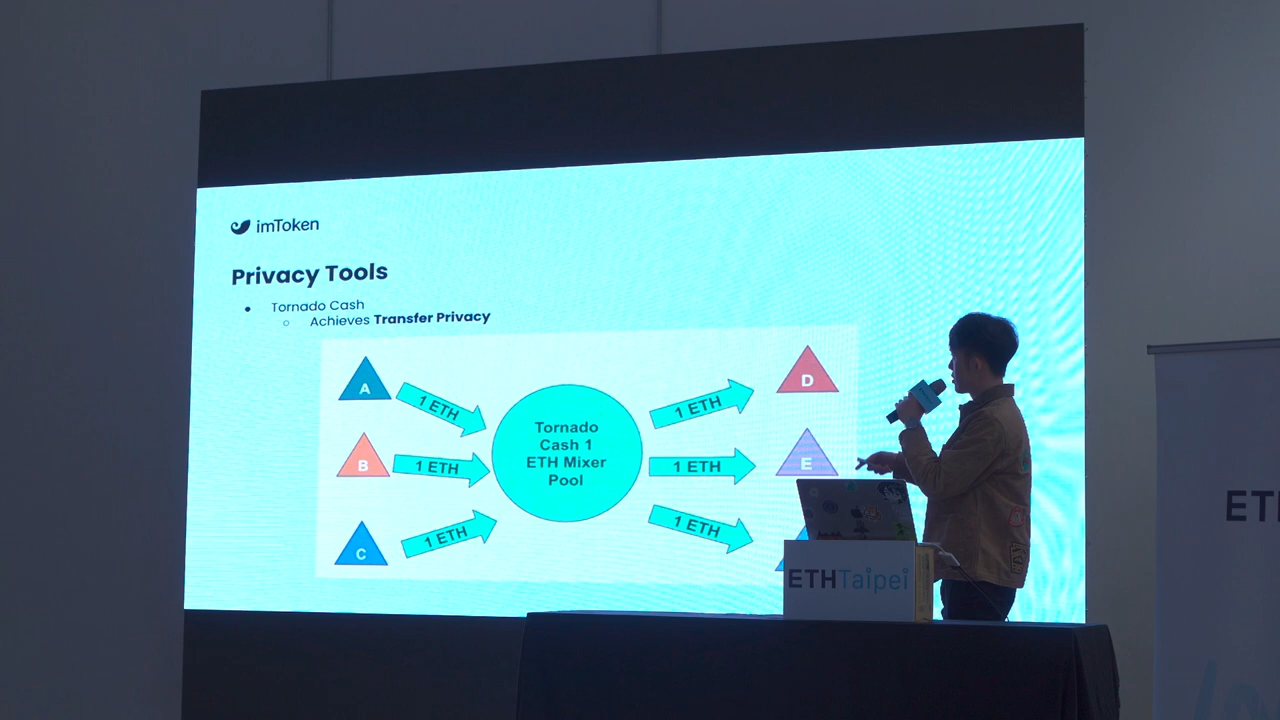 imToken
Privacy Tools
Tornado Cash
Achieves Transfer Privacy
A
1 ETH
B
1 ETH
C
1 ETH
Tornado
Cash 1
ETH Mixer
Pool
1 ETH
D
1 ETH
E
1 ETH
ETHTaipei